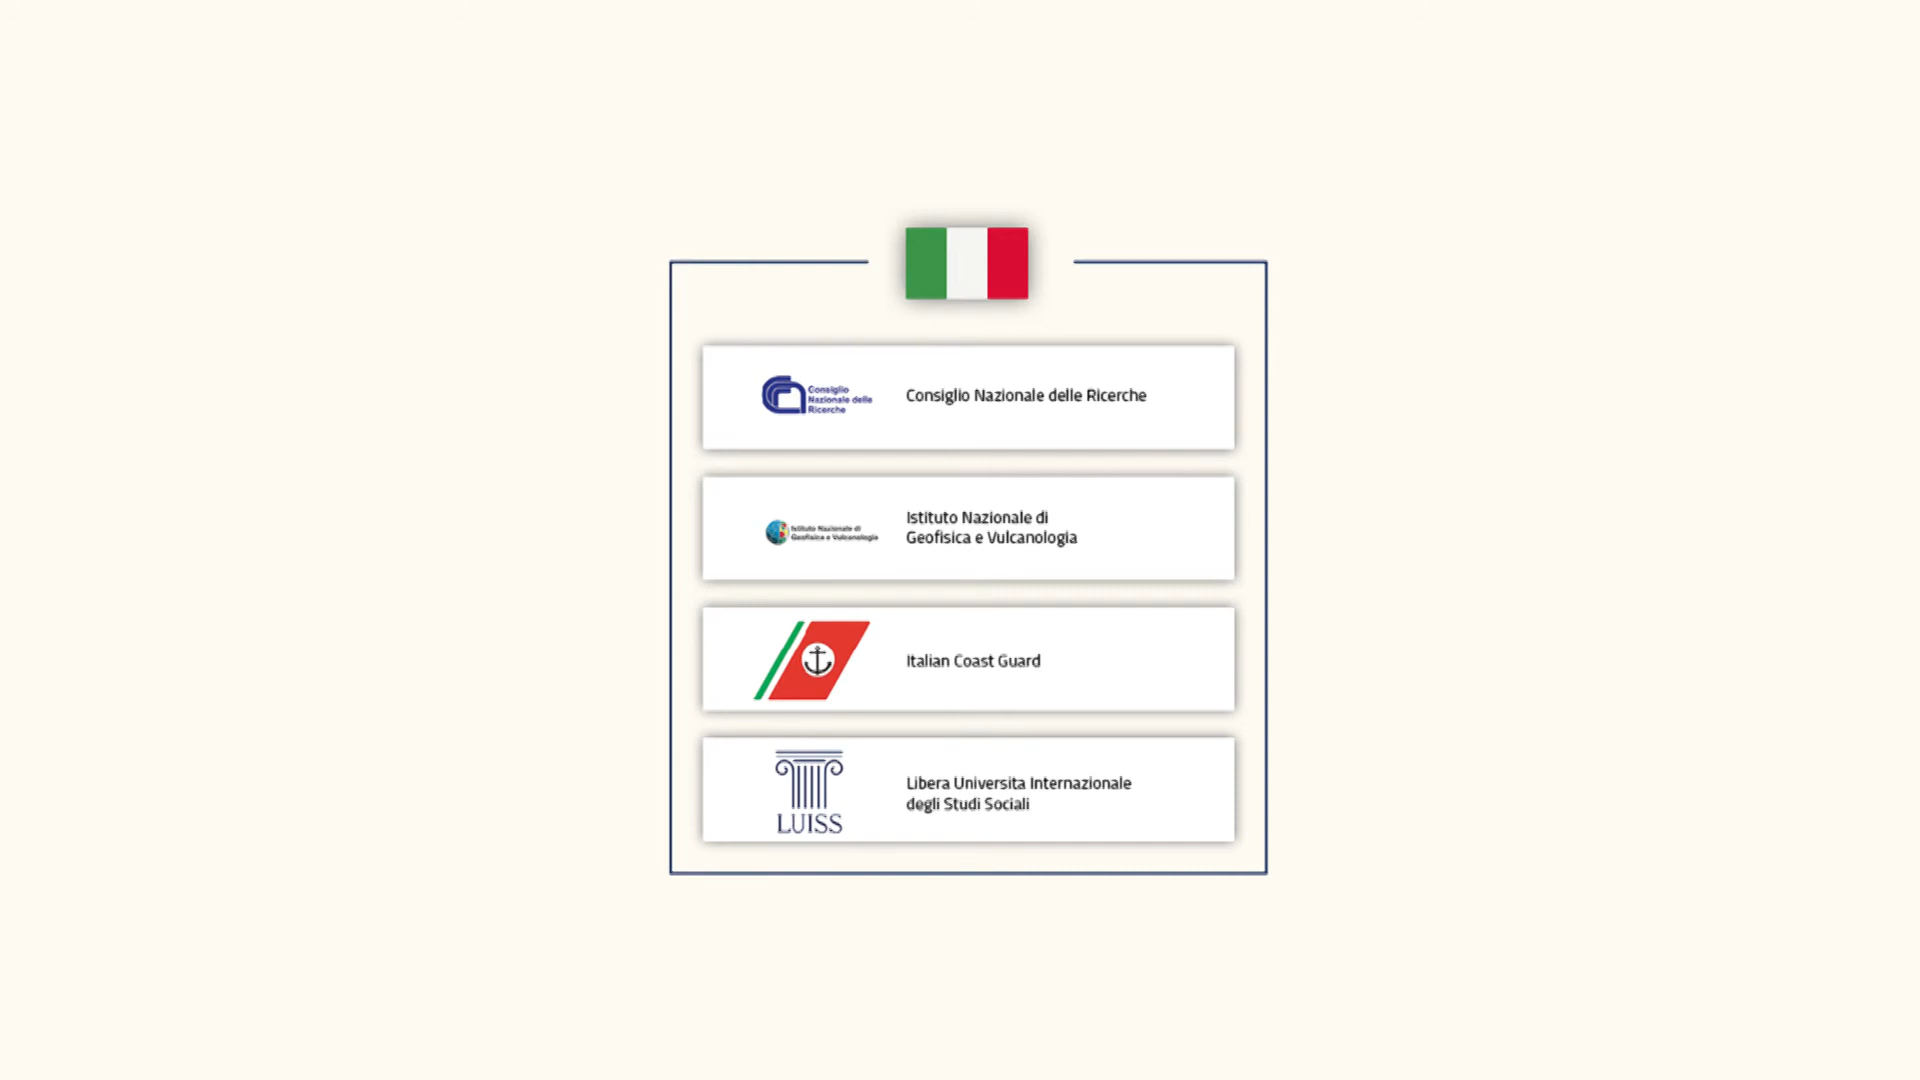 Consiglio
Nazionale delle
Ricerche
Consiglio Nazionale delle Ricerche
Istituto Nazionale di
Geofisica e Vulcanologia
Istituto Nazionale di
Geofisica e Vulcanologia
Italian Coast Guard
LUISS
Libera Universita Internazionale
degli Studi Sociali